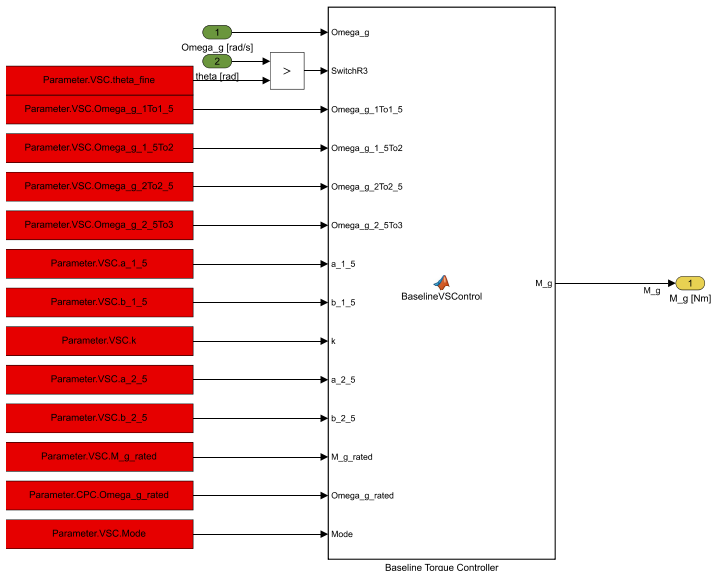 1
Omega_g [rad/s]
2
theta [rad]
>
Parameter.VSC.theta_fine
Parameter.VSC.Omega_g_1To1_5
Parameter.VSC.Omega_g_1_5To2
Parameter.VSC.Omega_g_2To2_5
Parameter.VSC.Omega_g_2_5To3
Parameter.VSC.a_1_5
Parameter.VSC.b_1_5
Parameter.VSC.k
Parameter.VSC.a_2_5
Parameter.VSC.b_2_5
Parameter.VSC.M_g_rated
Parameter.CPC.Omega_g_rated
Parameter.VSC.Mode
Omega_g
SwitchR3
Omega_g_1To1_5
Omega_g_1_5To2
Omega_g_2To2_5
Omega_g_2_5To3
a_1_5
b_1_5
k
a_2_5
b_2_5
M_g_rated
Omega_g_rated
Mode
BaselineVSControl
M_g
Baseline Torque Controller
M_g
1
M_g [Nm]